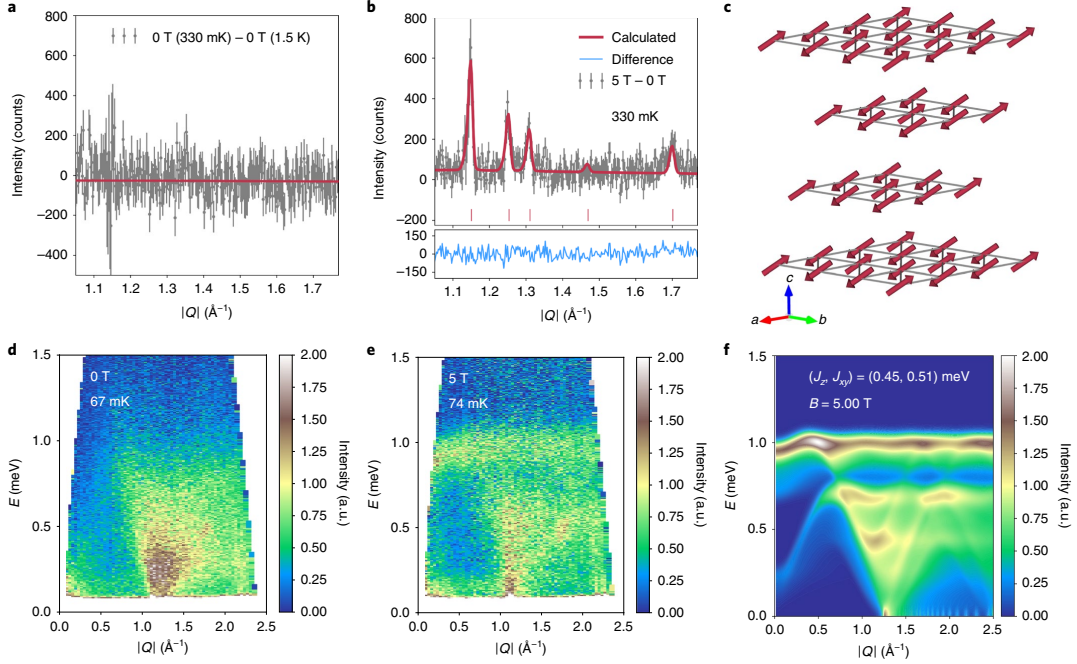 a
800
600
400
200
0
−200
−400
Intensity (counts)
0 T (330 mK) – 0 T (1.5 K)
1.1 1.2 1.3 1.4 1.5 1.6 1.7
|Q| (Å−1)
b
800
600
400
200
0
−200
Intensity (counts)
Calculated
Difference
5 T – 0 T
330 mK
150
0
−150
1.1 1.2 1.3 1.4 1.5 1.6 1.7
|Q| (Å−1)
c
c
a b
d
1.5
1.0
0.5
0.0
E (meV)
0 T
67 mK
0.0 0.5 1.0 1.5 2.0 2.5
|Q| (Å−1)
2.00
1.75
1.50
1.25
1.00
0.75
0.50
0.25
0.00
Intensity (a.u.)
e
1.5
1.0
0.5
0.0
E (meV)
5 T
74 mK
0.0 0.5 1.0 1.5 2.0 2.5
|Q| (Å−1)
2.00
1.75
1.50
1.25
1.00
0.75
0.50
0.25
0.00
Intensity (a.u.)
f
1.5
1.0
0.5
0.0
E (meV)
(Jz, Jxy) = (0.45, 0.51) meV
B = 5.00 T
0.0 0.5 1.0 1.5 2.0 2.5
|Q| (Å−1)
2.00
1.75
1.50
1.25
1.00
0.75
0.50
0.25
0.00
Intensity (a.u.)